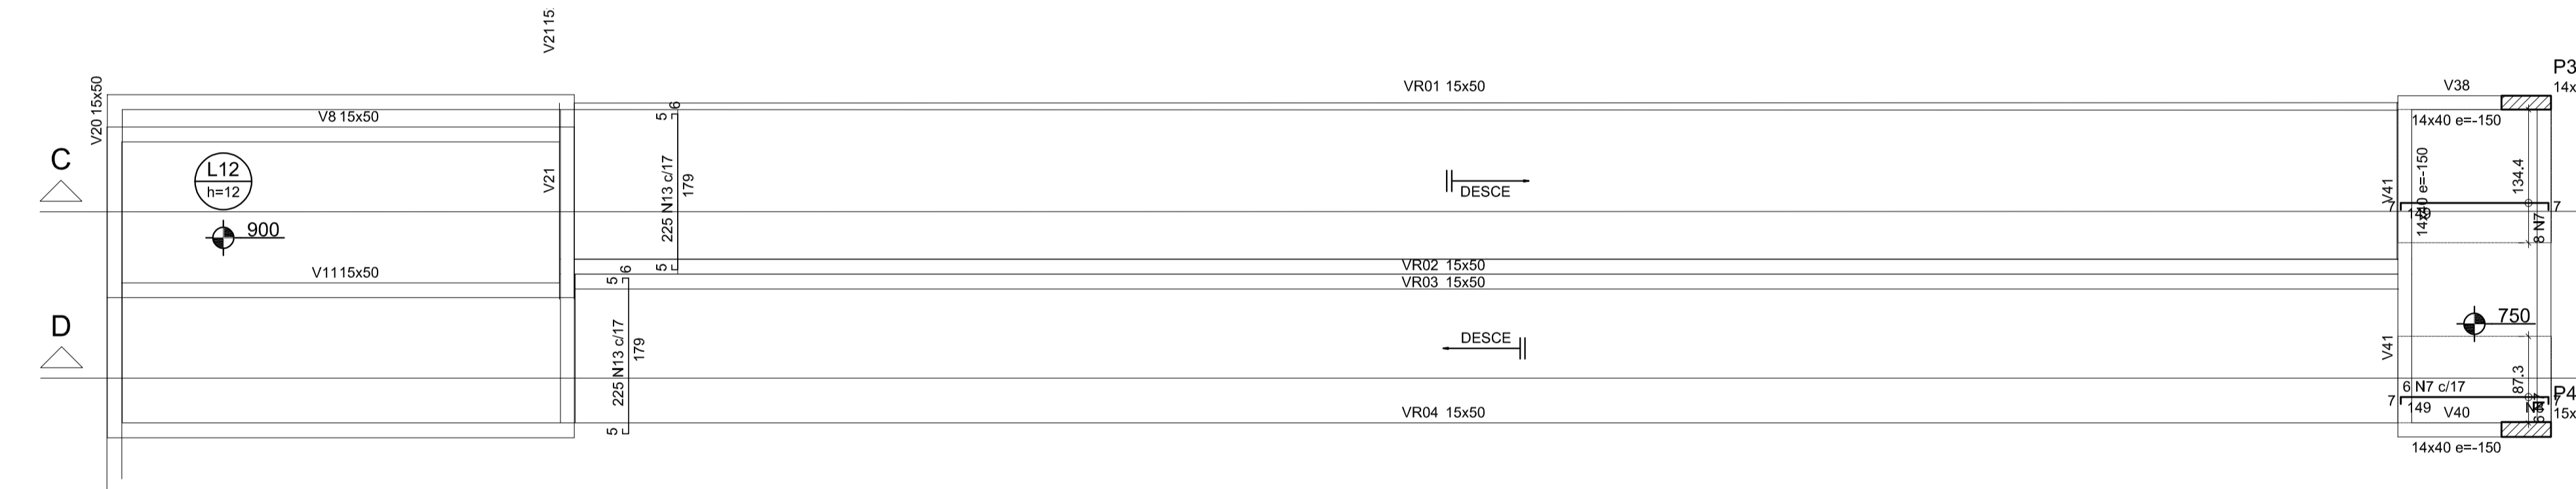 V2115
V20 15x50
VR01 15x50
V38
P3
14x
V8 15x50
6
5
14x40 e=-150
C
L12
h=12
V21
225 N13 c/17
179
DESCE
V41
14x40 e=-150
134.4
7
149
7
8 N7
900
V1115x50
5
6
VR02 15x50
5
VR03 15x50
D
225 N13 c/17
179
DESCE
V41
750
87.3
6 N7 c/17
7
149
V40
7
P4
15x
5
VR04 15x50
14x40 e=-150